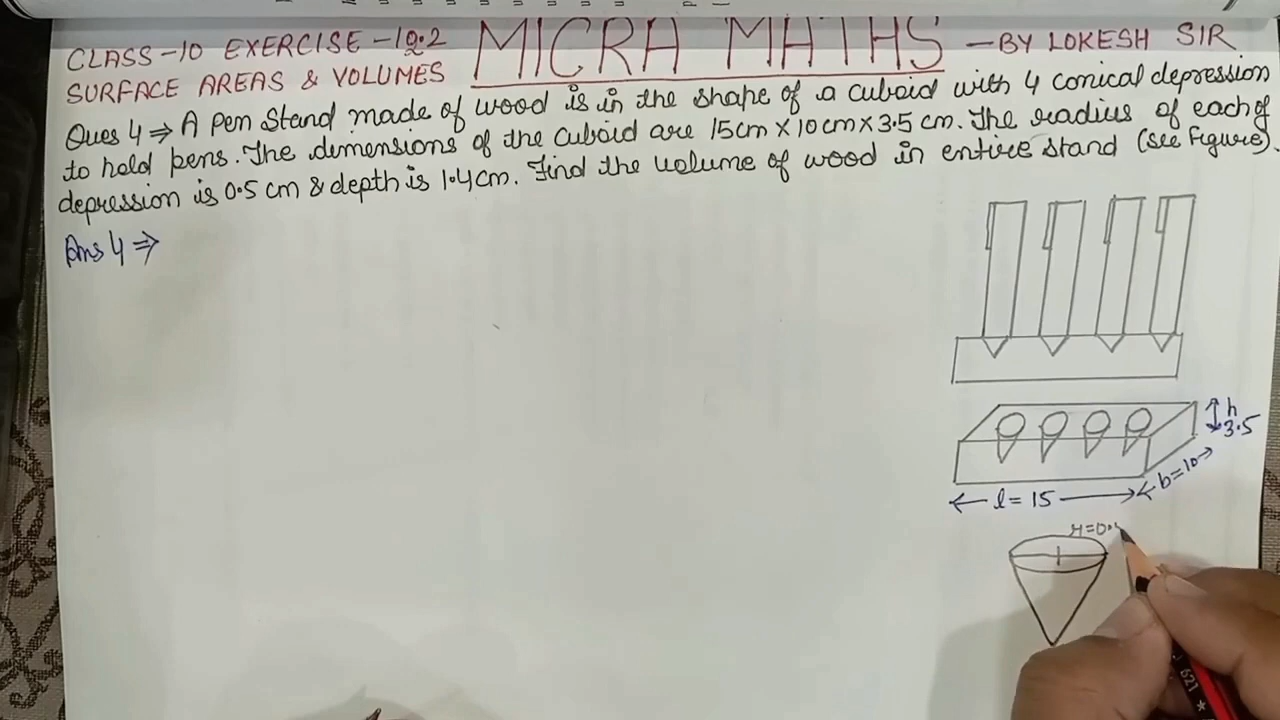 CLASS-10 EXERCISE-12.2 MICRA MATHS -BY LOKESH SIR
SURFACE AREAS & VOLUMES
Ques 4 ⇒ A Pen Stand made of wood is in the shape of a cuboid with 4 conical depression
to hold pens. The dimensions of the cuboid are 15cm × 10cm × 3.5 cm. The radius of each of
depression is 0.5 cm & depth is 1.4 cm. Find the volume of wood in entire stand (see Figure).
Ans 4 ⇒
h
3.5
b=10
l=15